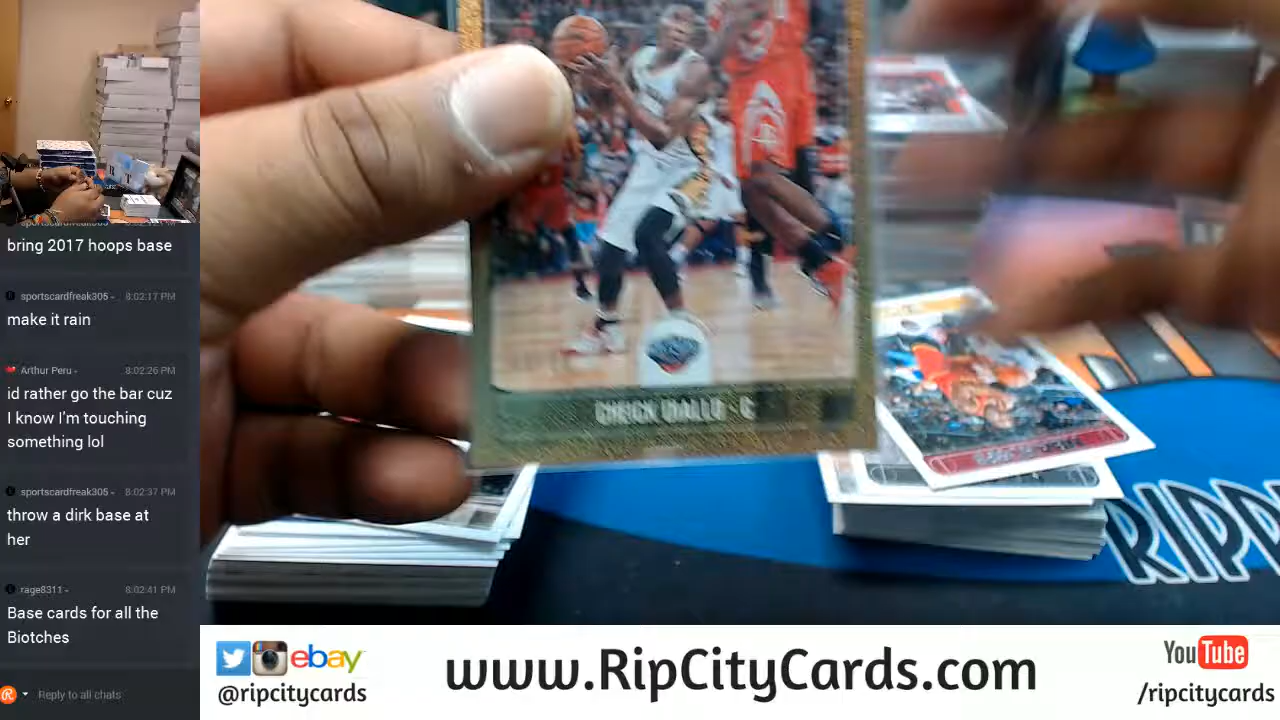 bring 2017 hoops base
sportscardfreak305 - 8:02:17 PM
make it rain
Arthur Peru - 8:02:26 PM
id rather go the bar cuz
I know I'm touching
something lol
sportscardfreak305 - 8:02:37 PM
throw a dirk base at
her
rage8311 - 8:02:41 PM
Base cards for all the
Biotches
Reply to all chats
RIPP
ebay
@ripcitycards
www.RipCityCards.com
YouTube
/ripcitycards